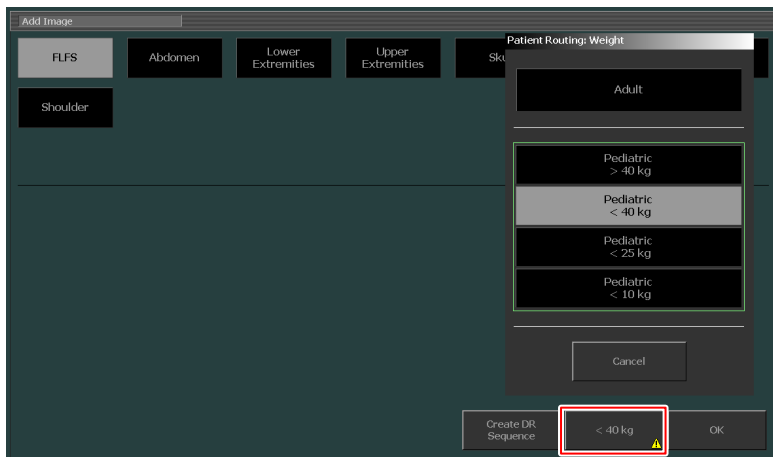 Add Image
FLFS
Abdomen
Lower
Extremities
Upper
Extremities
Sku
Shoulder
Patient Routing: Weight
Adult
Pediatric
> 40 kg
Pediatric
< 40 kg
Pediatric
< 25 kg
Pediatric
< 10 kg
Cancel
Create DR
Sequence
< 40 kg
OK